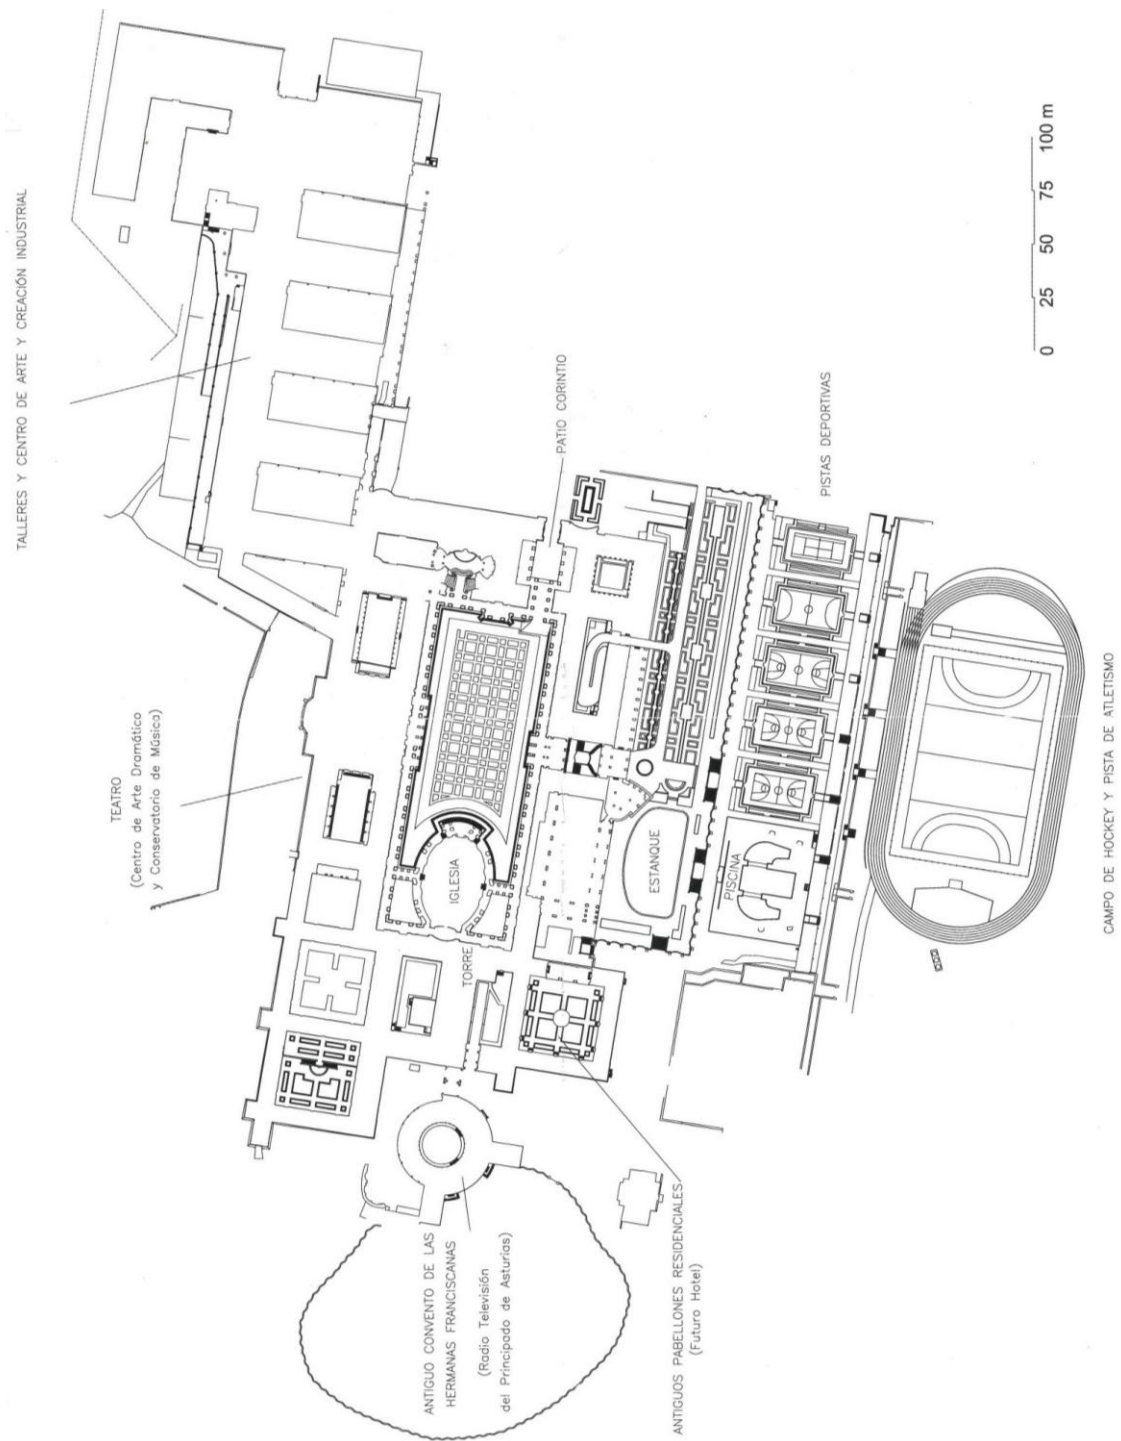 TALLERES Y CENTRO DE ARTE Y CREACIÓN INDUSTRIAL
TEATRO
(Centro de Arte Dramático
y Conservatorio de Música)
PATIO CORINTIO
0 25 50 75 100 m
PISTAS DEPORTIVAS
IGLESIA
TORRE
ESTANQUE
PISCINA
CAMPO DE HOCKEY Y PISTA DE ATLETISMO
ANTIGUO CONVENTO DE LAS
HERMANAS FRANCISCANAS
(Radio Televisión
del Principado de Asturias)
ANTIGUOS PABELLONES RESIDENCIALES
(Futuro Hotel)